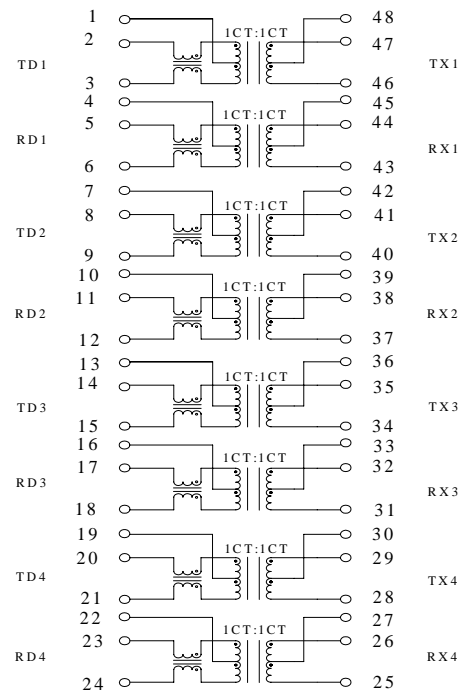 1 48
1CT:1CT
2 47
TD1 TX1
3 46
4 45
1CT:1CT
5 44
RD1 RX1
6 43
7 42
1CT:1CT
8 41
TD2 TX2
9 40
10 39
1CT:1CT
11 38
RD2 RX2
12 37
13 36
1CT:1CT
14 35
TD3 TX3
15 34
16 33
1CT:1CT
17 32
RD3 RX3
18 31
19 30
1CT:1CT
20 29
TD4 TX4
21 28
22 27
1CT:1CT
23 26
RD4 RX4
24 25